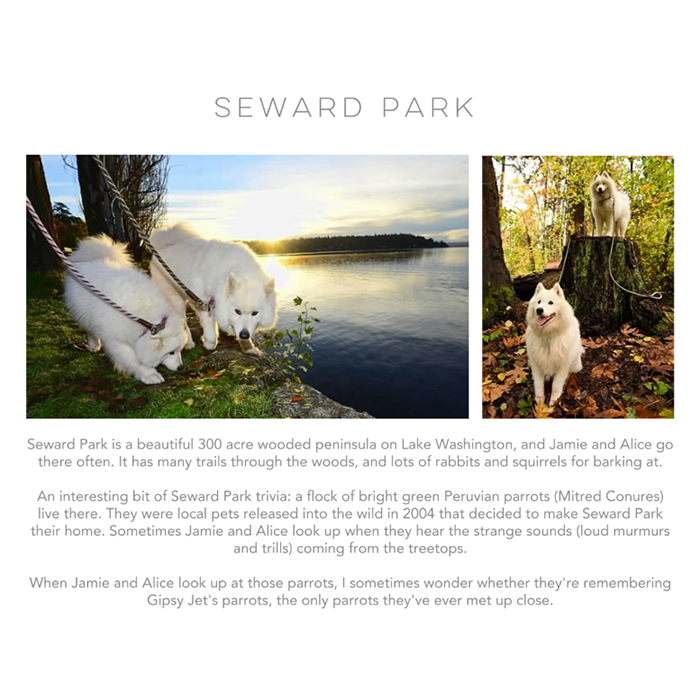 SEWARD PARK
Seward Park is a beautiful 300 acre wooded peninsula on Lake Washington, and Jamie and Alice go
there often. It has many trails through the woods, and lots of rabbits and squirrels for barking at.
An interesting bit of Seward Park trivia: a flock of bright green Peruvian parrots (Mitred Conures)
live there. They were local pets released into the wild in 2004 that decided to make Seward Park
their home. Sometimes Jamie and Alice look up when they hear the strange sounds (loud murmurs
and trills) coming from the treetops.
When Jamie and Alice look up at those parrots, I sometimes wonder whether they're remembering
Gipsy Jet's parrots, the only parrots they've ever met up close.